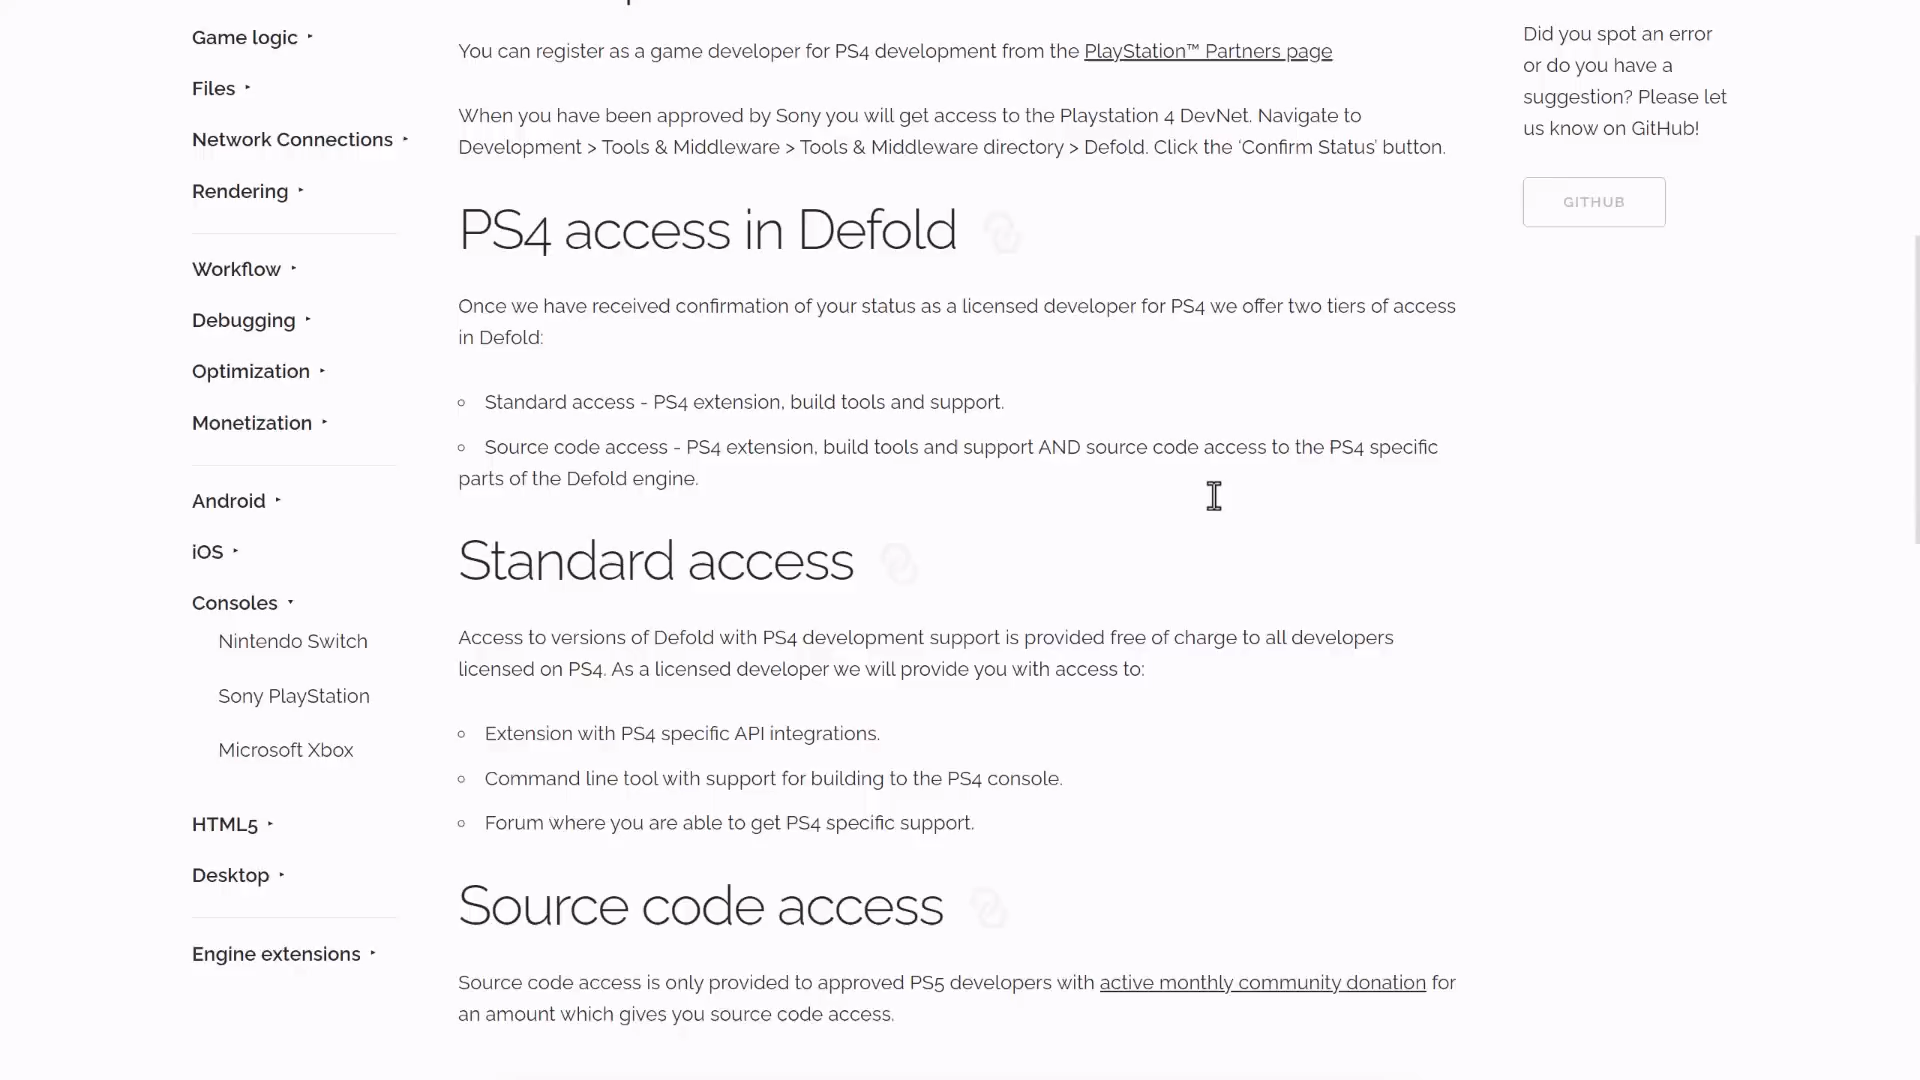 Game logic
Files
Network Connections
Rendering
Workflow
Debugging
Optimization
Monetization
Android
iOS
Consoles
Nintendo Switch
Sony PlayStation
Microsoft Xbox
HTML5
Desktop
Engine extensions
You can register as a game developer for PS4 development from the PlayStation™ Partners page
When you have been approved by Sony you will get access to the Playstation 4 DevNet. Navigate to
Development > Tools & Middleware > Tools & Middleware directory > Defold. Click the ‘Confirm Status’ button.
PS4 access in Defold
Once we have received confirmation of your status as a licensed developer for PS4 we offer two tiers of access
in Defold:
Standard access - PS4 extension, build tools and support.
Source code access - PS4 extension, build tools and support AND source code access to the PS4 specific
parts of the Defold engine.
Standard access
Access to versions of Defold with PS4 development support is provided free of charge to all developers
licensed on PS4. As a licensed developer we will provide you with access to:
Extension with PS4 specific API integrations.
Command line tool with support for building to the PS4 console.
Forum where you are able to get PS4 specific support.
Source code access
Source code access is only provided to approved PS5 developers with active monthly community donation for
an amount which gives you source code access.
Did you spot an error
or do you have a
suggestion? Please let
us know on GitHub!
GITHUB